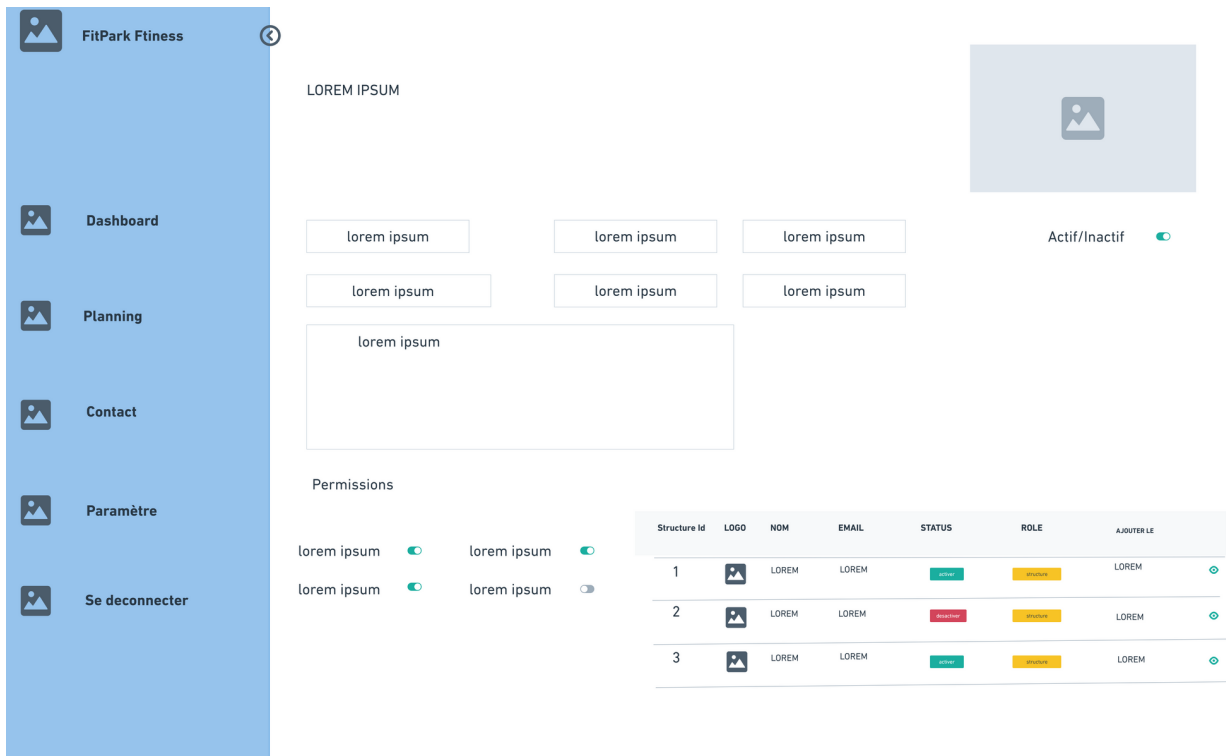 FitPark Ftiness
Dashboard
Planning
Contact
Paramètre
Se deconnecter
LOREM IPSUM
lorem ipsum
lorem ipsum
lorem ipsum
Actif/Inactif
lorem ipsum
lorem ipsum
lorem ipsum
lorem ipsum
Permissions
lorem ipsum
lorem ipsum
lorem ipsum
lorem ipsum
Structure Id LOGO NOM EMAIL STATUS ROLE AJOUTER LE
1 LOREM LOREM activer structure LOREM
2 LOREM LOREM desactiver structure LOREM
3 LOREM LOREM activer structure LOREM